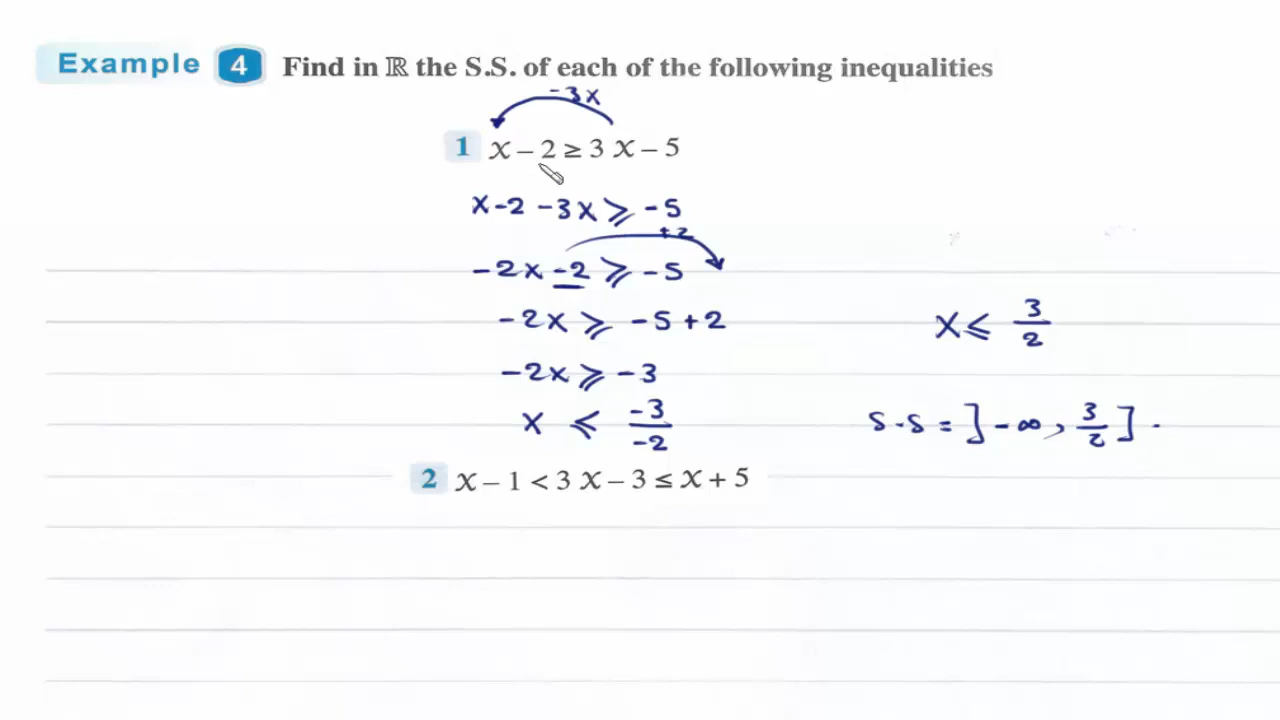 Example 4 Find in ℝ the S.S. of each of the following inequalities
-3x
1 x – 2 ≥ 3 x – 5
x -2 -3x ⩾ -5
+2
-2x -2 ⩾ -5
-2x ⩾ -5 + 2
x ⩽ 3/2
-2x ⩾ -3
x ⩽ -3/-2
S.S = ]-∞, 3/2].
2 x – 1 < 3 x – 3 ≤ x + 5